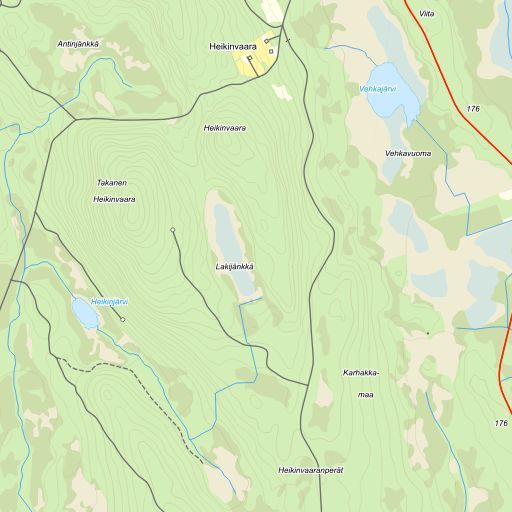 Viita
Antinjänkkä
Heikinvaara
Vehkajärvi
176
Heikinvaara
Vehkavuoma
Takanen
Heikinvaara
Lakijänkkä
Heikinjärvi
Karhakka-
maa
176
Heikinvaaranperät